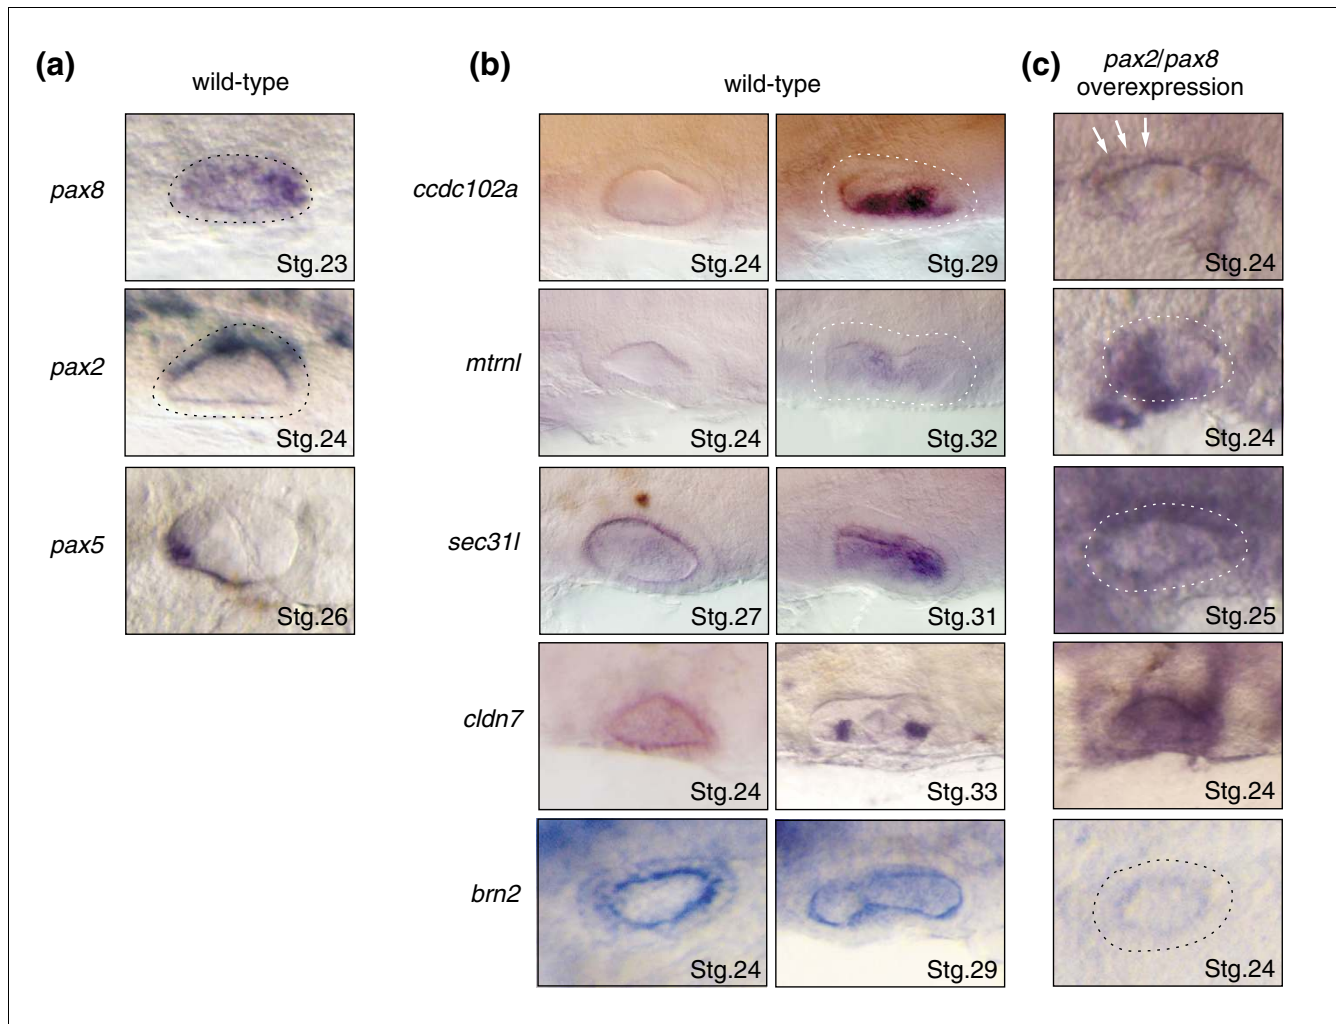 (a)
wild-type
pax8
Stg.23
pax2
Stg.24
pax5
Stg.26
(b)
wild-type
ccdc102a
Stg.24
Stg.29
mtrnl
Stg.24
Stg.32
sec31l
Stg.27
Stg.31
cldn7
Stg.24
Stg.33
brn2
Stg.24
Stg.29
(c)
pax2/pax8
overexpression
Stg.24
Stg.24
Stg.25
Stg.24
Stg.24